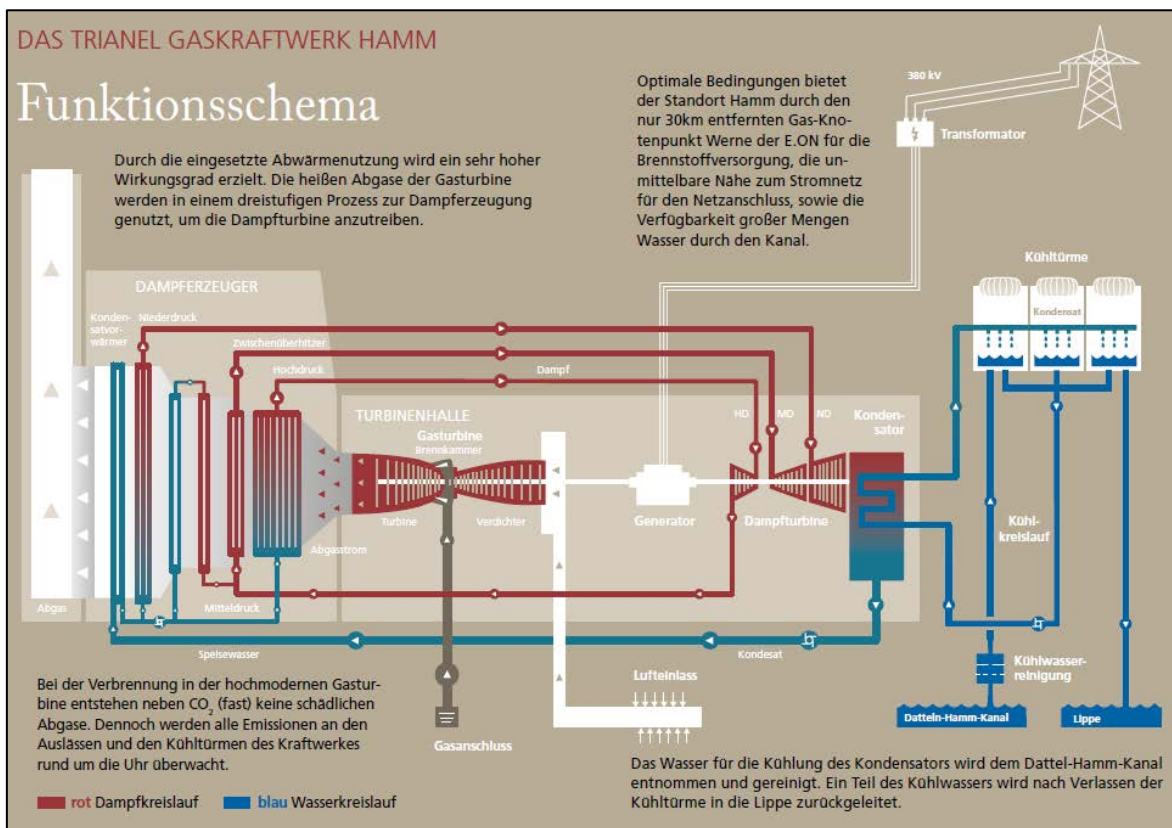 DAS TRIANEL GASKRAFTWERK HAMM
Funktionsschema
Durch die eingesetzte Abwärmenutzung wird ein sehr hoher
Wirkungsgrad erzielt. Die heißen Abgase der Gasturbine
werden in einem dreistufigen Prozess zur Dampferzeugung
genutzt, um die Dampfturbine anzutreiben.
Optimale Bedingungen bietet
der Standort Hamm durch den
nur 30km entfernten Gas-Kno-
tenpunkt Werne der E.ON für die
Brennstoffversorgung, die un-
mittelbare Nähe zum Stromnetz
für den Netzanschluss, sowie die
Verfügbarkeit großer Mengen
Wasser durch den Kanal.
380 kV
Transformator
Kühltürme
Kondensat
DAMPFERZEUGER
Konden-
satvor-
wärmer
Niederdruck
Zwischenüberhitzer
Hochdruck
Dampf
TURBINENHALLE
Gasturbine
Brennkammer
HD
MD
ND
Konden-
sator
Turbine
Verdichter
Generator
Dampfturbine
Kühl-
kreislauf
Abgasstrom
Abgas
Mitteldruck
Speisewasser
Kondesat
Kühlwasser-
reinigung
Lufteinlass
Gasanschluss
Datteln-Hamm-Kanal
Lippe
Bei der Verbrennung in der hochmodernen Gastur-
bine entstehen neben CO₂ (fast) keine schädlichen
Abgase. Dennoch werden alle Emissionen an den
Auslässen und den Kühltürmen des Kraftwerkes
rund um die Uhr überwacht.
rot Dampfkreislauf
blau Wasserkreislauf
Das Wasser für die Kühlung des Kondensators wird dem Dattel-Hamm-Kanal
entnommen und gereinigt. Ein Teil des Kühlwassers wird nach Verlassen der
Kühltürme in die Lippe zurückgeleitet.